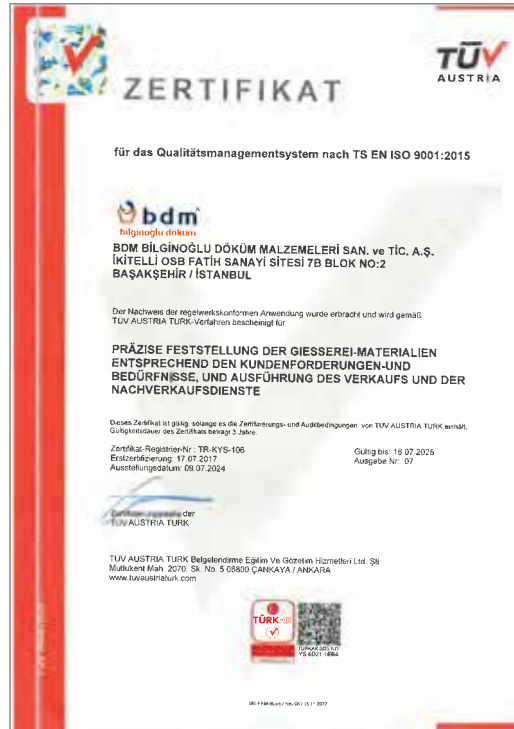 TÜV
AUSTRIA
ZERTIFIKAT
für das Qualitätsmanagementsystem nach TS EN ISO 9001:2015
bdm
bilginoğlu döküm
BDM BİLGİNOĞLU DÖKÜM MALZEMELERİ SAN. ve TİC. A.Ş.
İKİTELLİ OSB FATİH SANAYİ SİTESİ 7B BLOK NO:2
BAŞAKŞEHİR / İSTANBUL
Der Nachweis der regelwerkskonformen Anwendung wurde erbracht und wird gemäß
TÜV AUSTRIA TURK-Verfahren bescheinigt für
PRÄZISE FESTSTELLUNG DER GIESSEREI-MATERIALIEN
ENTSPRECHEND DEN KUNDENFORDERUNGEN-UND
BEDÜRFNISSE, UND AUSFÜHRUNG DES VERKAUFS UND DER
NACHVERKAUFSDIENSTE
Dieses Zertifikat ist gültig, solange es die Zertifizierungs- und Auditbedingungen von TÜV AUSTRIA TURK enthält.
Gültigkeitsdauer des Zertifikats beträgt 3 Jahre.
Zertifikat-Registrier-Nr.: TR-KYS-106
Erstzertifizierung: 17.07.2017
Ausstellungsdatum: 09.07.2024
Gültig bis: 16.07.2026
Ausgabe Nr: 07
Zertifizierungsstelle der
TÜV AUSTRIA TURK
TÜV AUSTRIA TURK Belgelendirme Eğitim Ve Gözetim Hizmetleri Ltd. Şti
Mutlukent Mah. 2070. Sk. No. 5 06800 ÇANKAYA / ANKARA
www.tuvaustriaturk.com
TÜRKAK